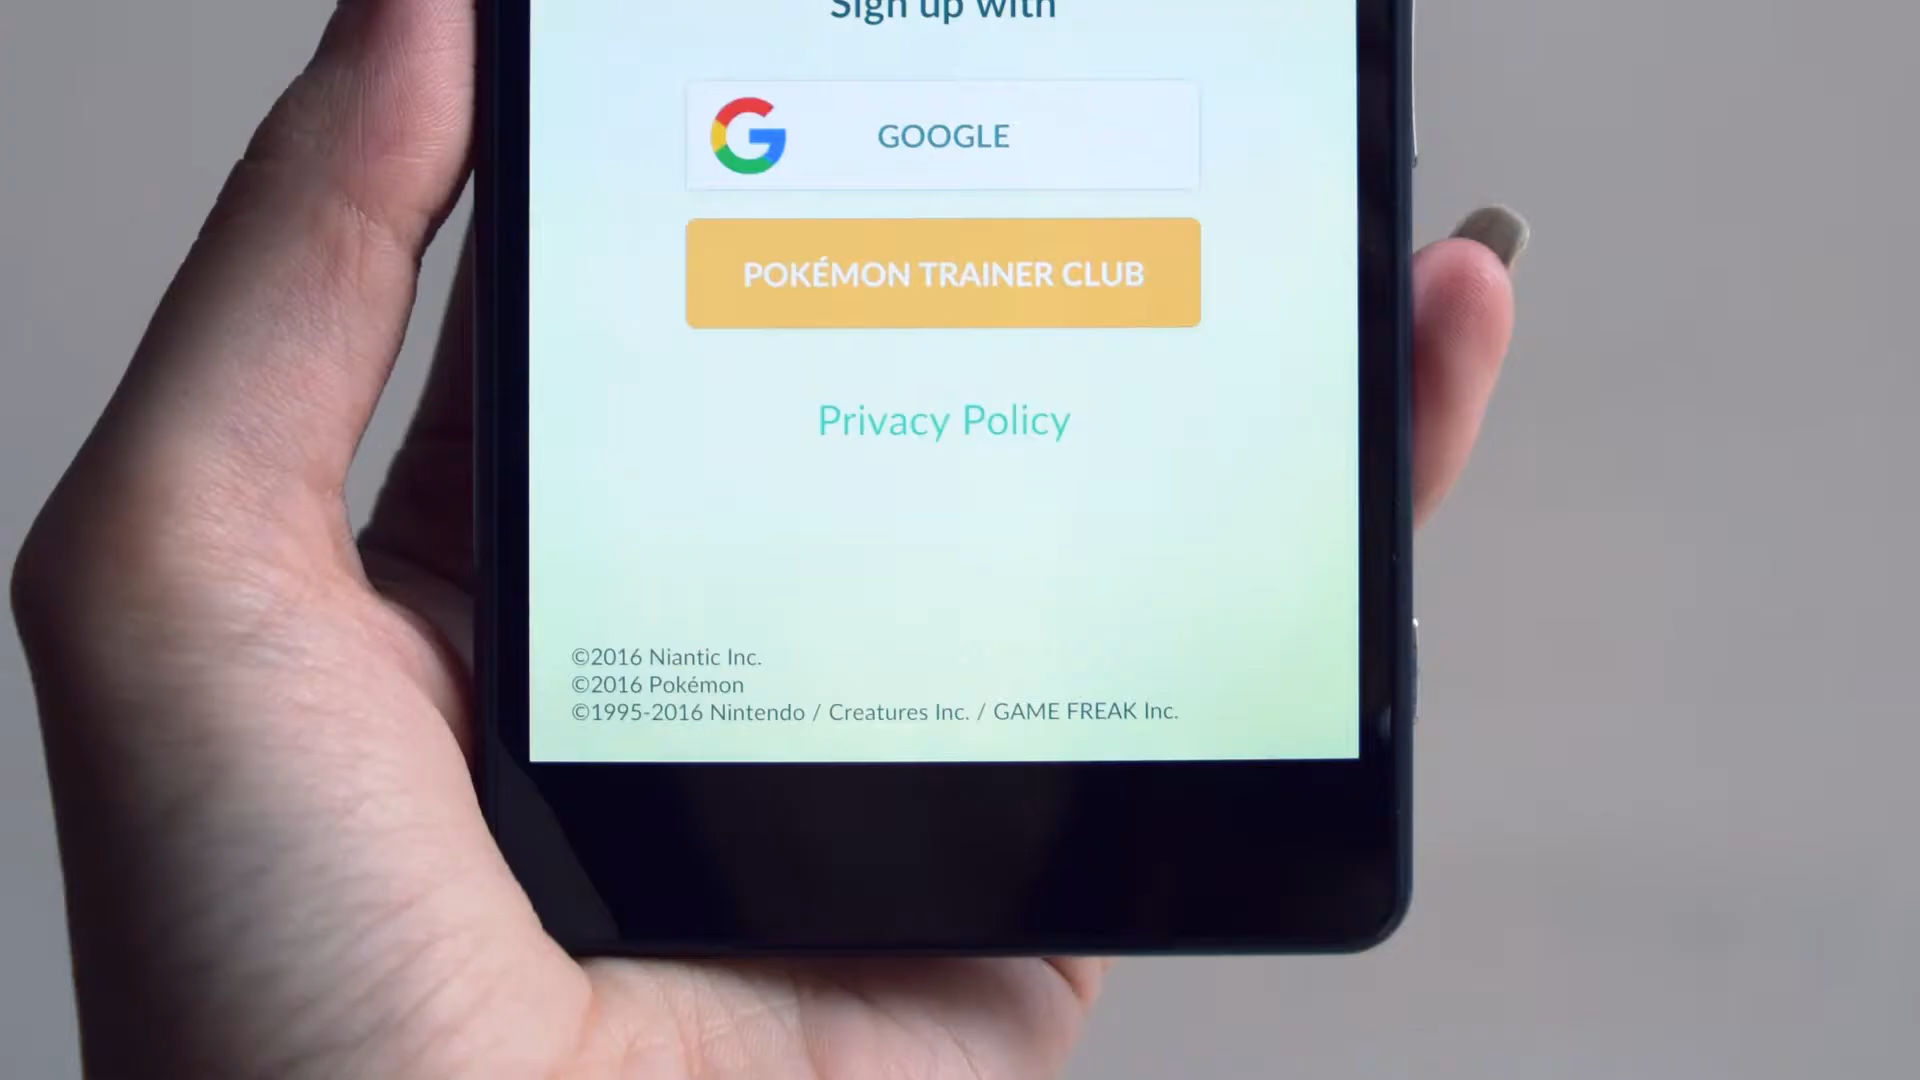 Sign up with
GOOGLE
POKÉMON TRAINER CLUB
Privacy Policy
©2016 Niantic Inc.
©2016 Pokémon
©1995-2016 Nintendo / Creatures Inc. / GAME FREAK Inc.